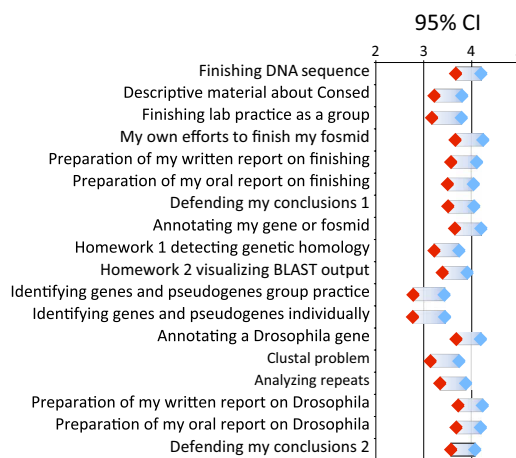 95% CI
2 3 4
Finishing DNA sequence
Descriptive material about Consed
Finishing lab practice as a group
My own efforts to finish my fosmid
Preparation of my written report on finishing
Preparation of my oral report on finishing
Defending my conclusions 1
Annotating my gene or fosmid
Homework 1 detecting genetic homology
Homework 2 visualizing BLAST output
Identifying genes and pseudogenes group practice
Identifying genes and pseudogenes individually
Annotating a Drosophila gene
Clustal problem
Analyzing repeats
Preparation of my written report on Drosophila
Preparation of my oral report on Drosophila
Defending my conclusions 2